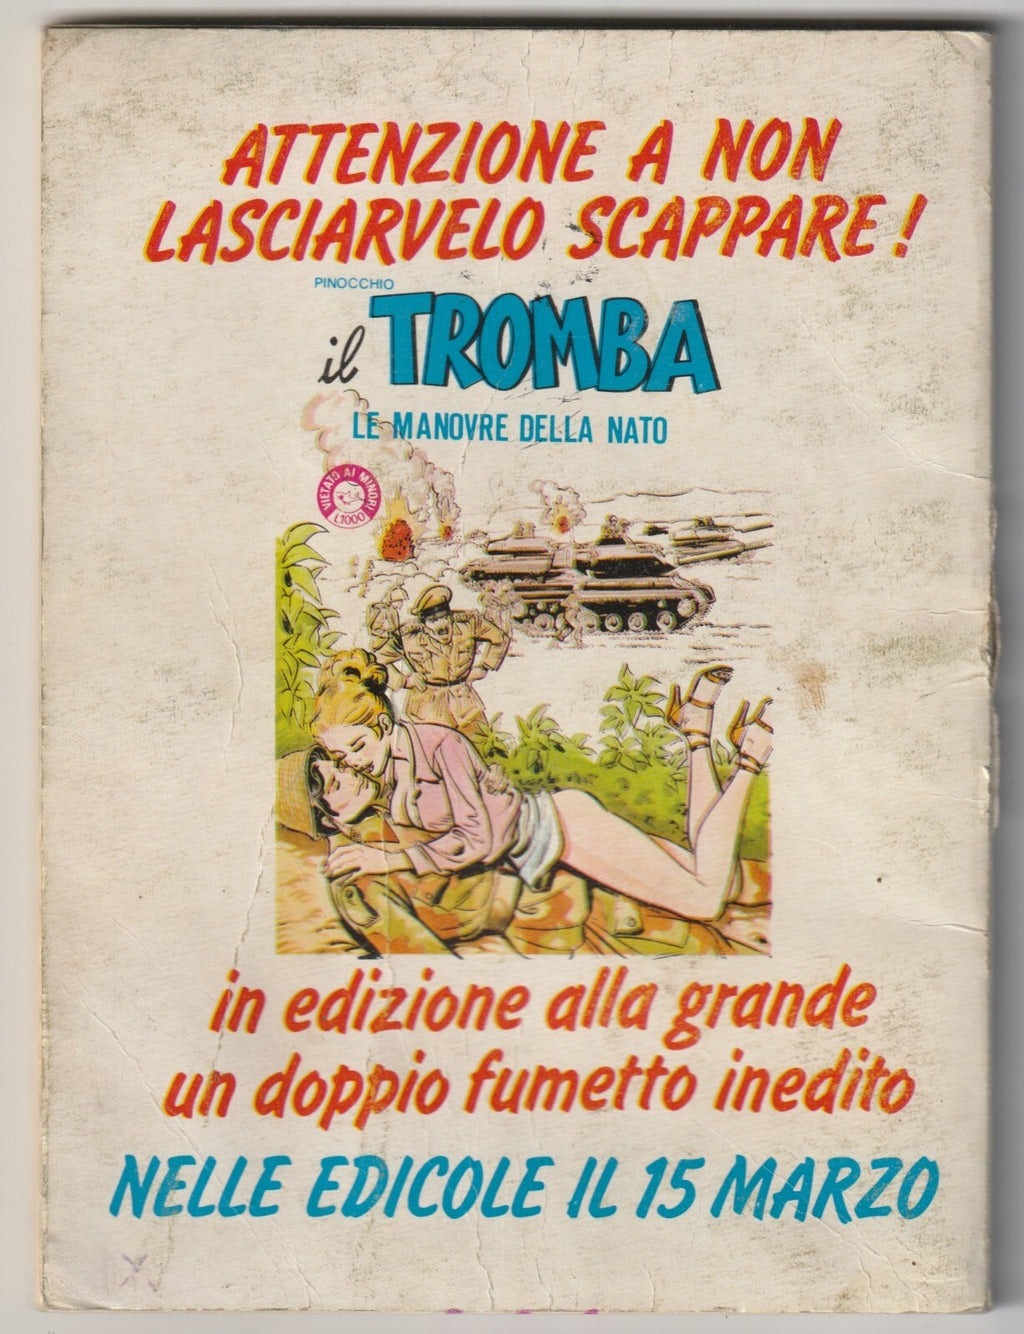 ATTENZIONE A NON
LASCIARVELO SCAPPARE!
PINOCCHIO
il TROMBA
LE MANOVRE DELLA NATO
VIETATO AI MINORI
L.1000
in edizione alla grande
un doppio fumetto inedito
NELLE EDICOLE IL 15 MARZO